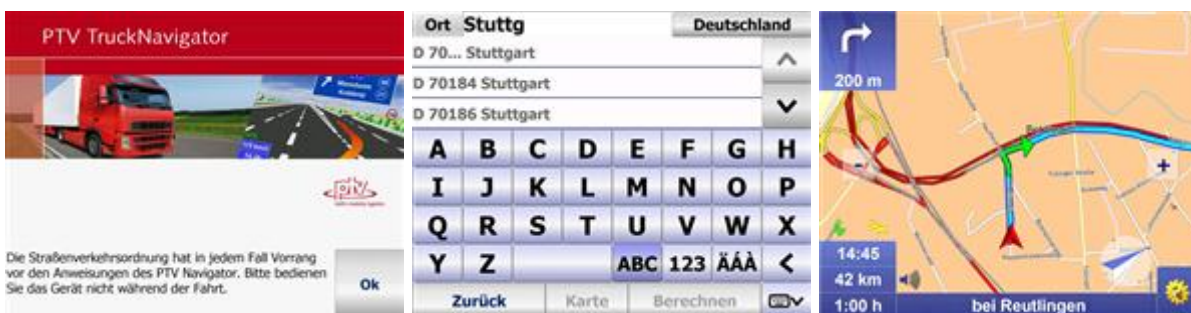 PTV TruckNavigator
ptv
Die Straßenverkehrsordnung hat in jedem Fall Vorrang
vor den Anweisungen des PTV Navigator. Bitte bedienen
Sie das Gerät nicht während der Fahrt.
Ok
Ort Stuttg Deutschland
D 70... Stuttgart
D 70184 Stuttgart
D 70186 Stuttgart
A B C D E F G H
I J K L M N O P
Q R S T U V W X
Y Z ABC 123 ÄÁÀ <
Zurück Karte Berechnen
200 m
- +
14:45
42 km
1:00 h bei Reutlingen